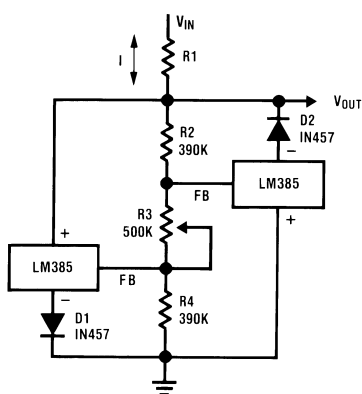 VIN
I
R1
VOUT
R2
390K
D2
IN457
−
FB
LM385
R3
500K
+
+
LM385
FB
−
D1
IN457
R4
390K